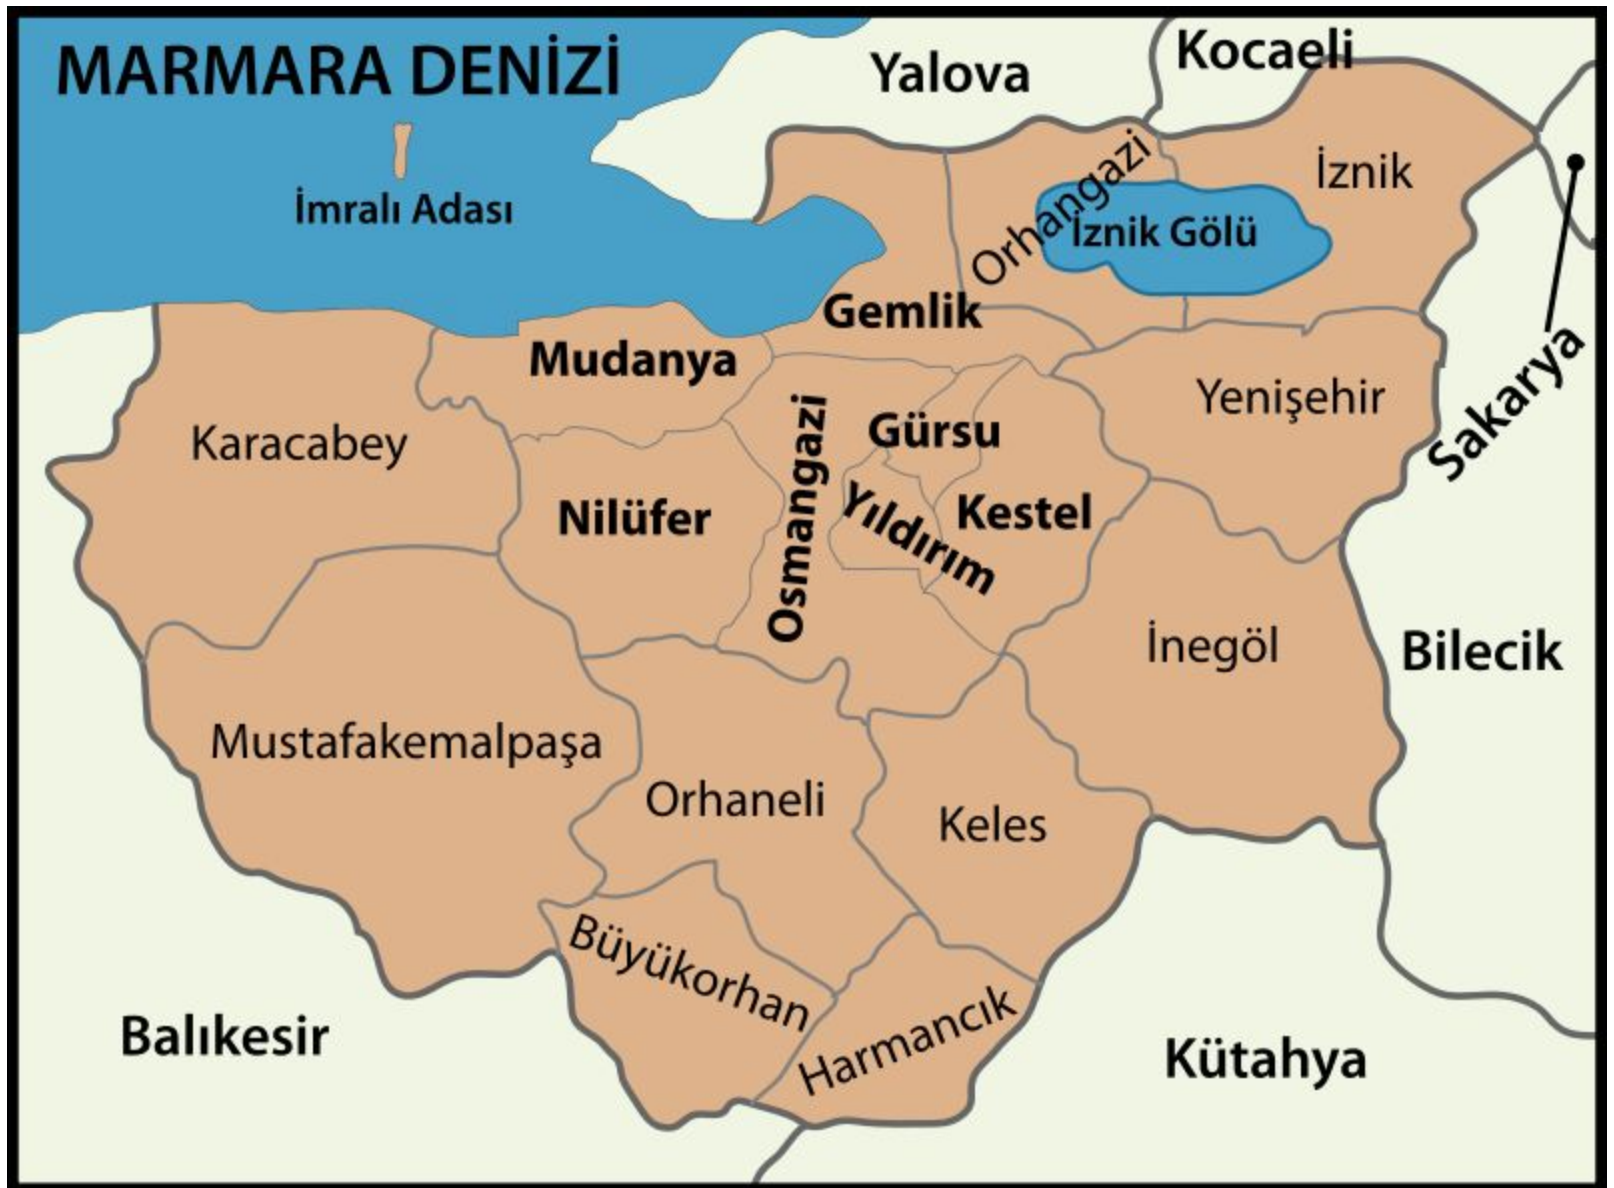 MARMARA DENİZİ
Yalova
Kocaeli
İmralı Adası
Orhangazi
İznik
İznik Gölü
Gemlik
Mudanya
Yenişehir
Sakarya
Karacabey
Gürsu
Osmangazi
Nilüfer
Yıldırım
Kestel
İnegöl
Bilecik
Mustafakemalpaşa
Orhaneli
Keles
Büyükorhan
Harmancık
Balıkesir
Kütahya